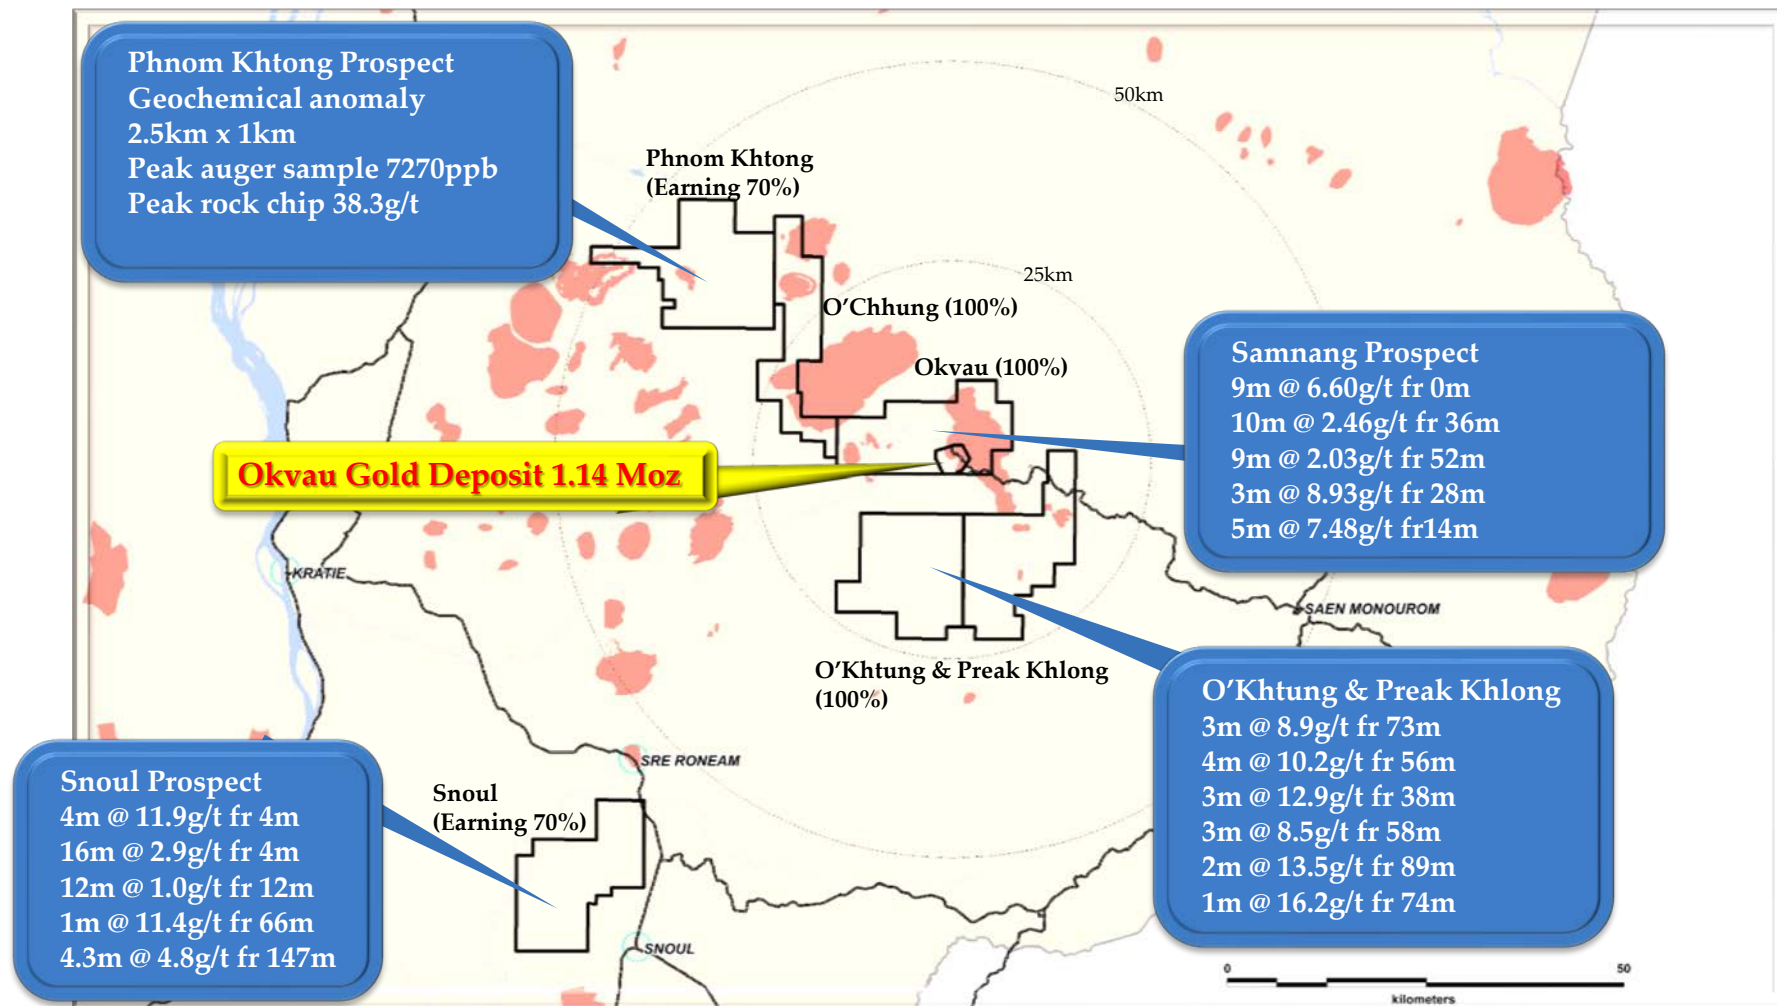 Phnom Khtong Prospect
Geochemical anomaly
2.5km x 1km
Peak auger sample 7270ppb
Peak rock chip 38.3g/t
50km
Phnom Khtong
(Earning 70%)
25km
O'Chhung (100%)
Okvau (100%)
Samnang Prospect
9m @ 6.60g/t fr 0m
10m @ 2.46g/t fr 36m
9m @ 2.03g/t fr 52m
3m @ 8.93g/t fr 28m
5m @ 7.48g/t fr14m
Okvau Gold Deposit 1.14 Moz
KRATIE
SAEN MONOUROM
O'Khtung & Preak Khlong
(100%)
O'Khtung & Preak Khlong
3m @ 8.9g/t fr 73m
4m @ 10.2g/t fr 56m
3m @ 12.9g/t fr 38m
3m @ 8.5g/t fr 58m
2m @ 13.5g/t fr 89m
1m @ 16.2g/t fr 74m
SRE RONEAM
Snoul
(Earning 70%)
Snoul Prospect
4m @ 11.9g/t fr 4m
16m @ 2.9g/t fr 4m
12m @ 1.0g/t fr 12m
1m @ 11.4g/t fr 66m
4.3m @ 4.8g/t fr 147m
SNOUL
0 50
kilometers